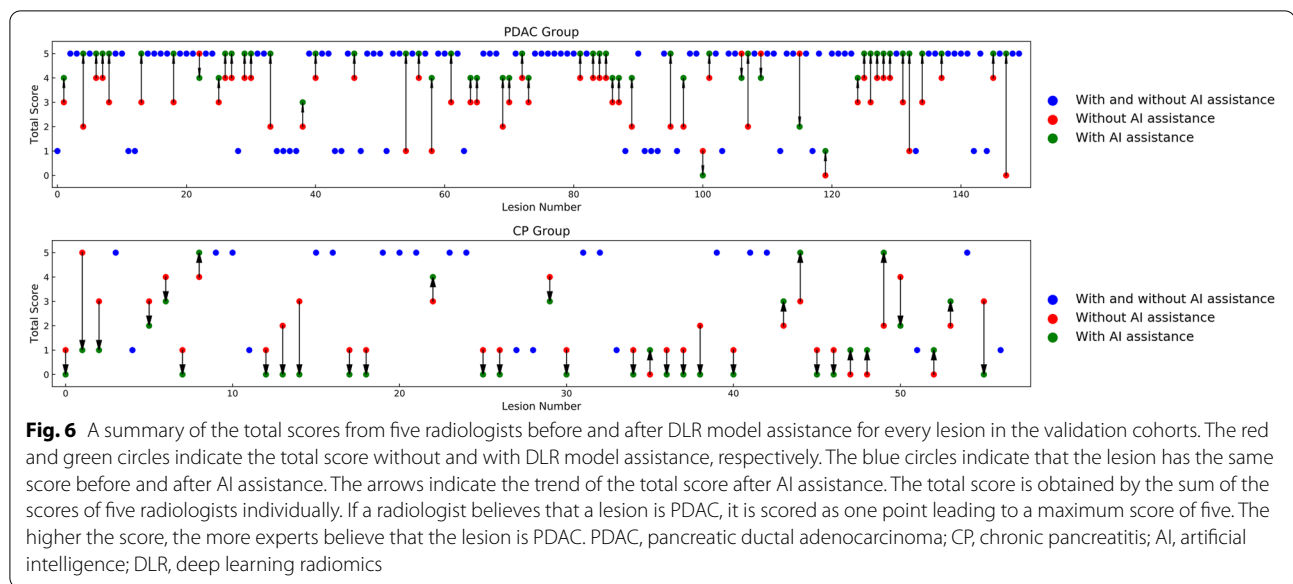 PDAC Group
5
4
3
2
1
0
Total Score
0 20 40 60 80 100 120 140
Lesion Number
With and without AI assistance
Without AI assistance
With AI assistance
CP Group
5
4
3
2
1
0
Total Score
0 10 20 30 40 50
Lesion Number
With and without AI assistance
Without AI assistance
With AI assistance
Fig. 6 A summary of the total scores from five radiologists before and after DLR model assistance for every lesion in the validation cohorts. The red
and green circles indicate the total score without and with DLR model assistance, respectively. The blue circles indicate that the lesion has the same
score before and after AI assistance. The arrows indicate the trend of the total score after AI assistance. The total score is obtained by the sum of the
scores of five radiologists individually. If a radiologist believes that a lesion is PDAC, it is scored as one point leading to a maximum score of five. The
higher the score, the more experts believe that the lesion is PDAC. PDAC, pancreatic ductal adenocarcinoma; CP, chronic pancreatitis; AI, artificial
intelligence; DLR, deep learning radiomics